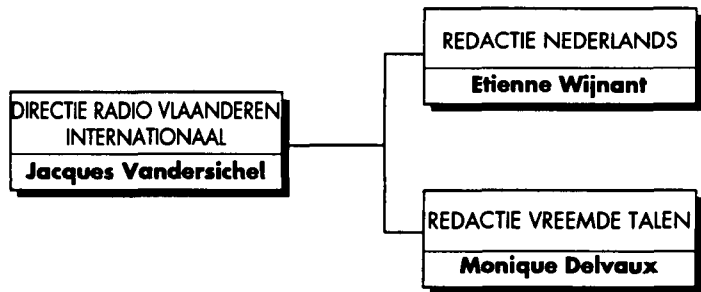 DIRECTIE RADIO VLAANDEREN
INTERNATIONAAL
Jacques Vandersichel
REDACTIE NEDERLANDS
Etienne Wijnant
REDACTIE VREEMDE TALEN
Monique Delvaux